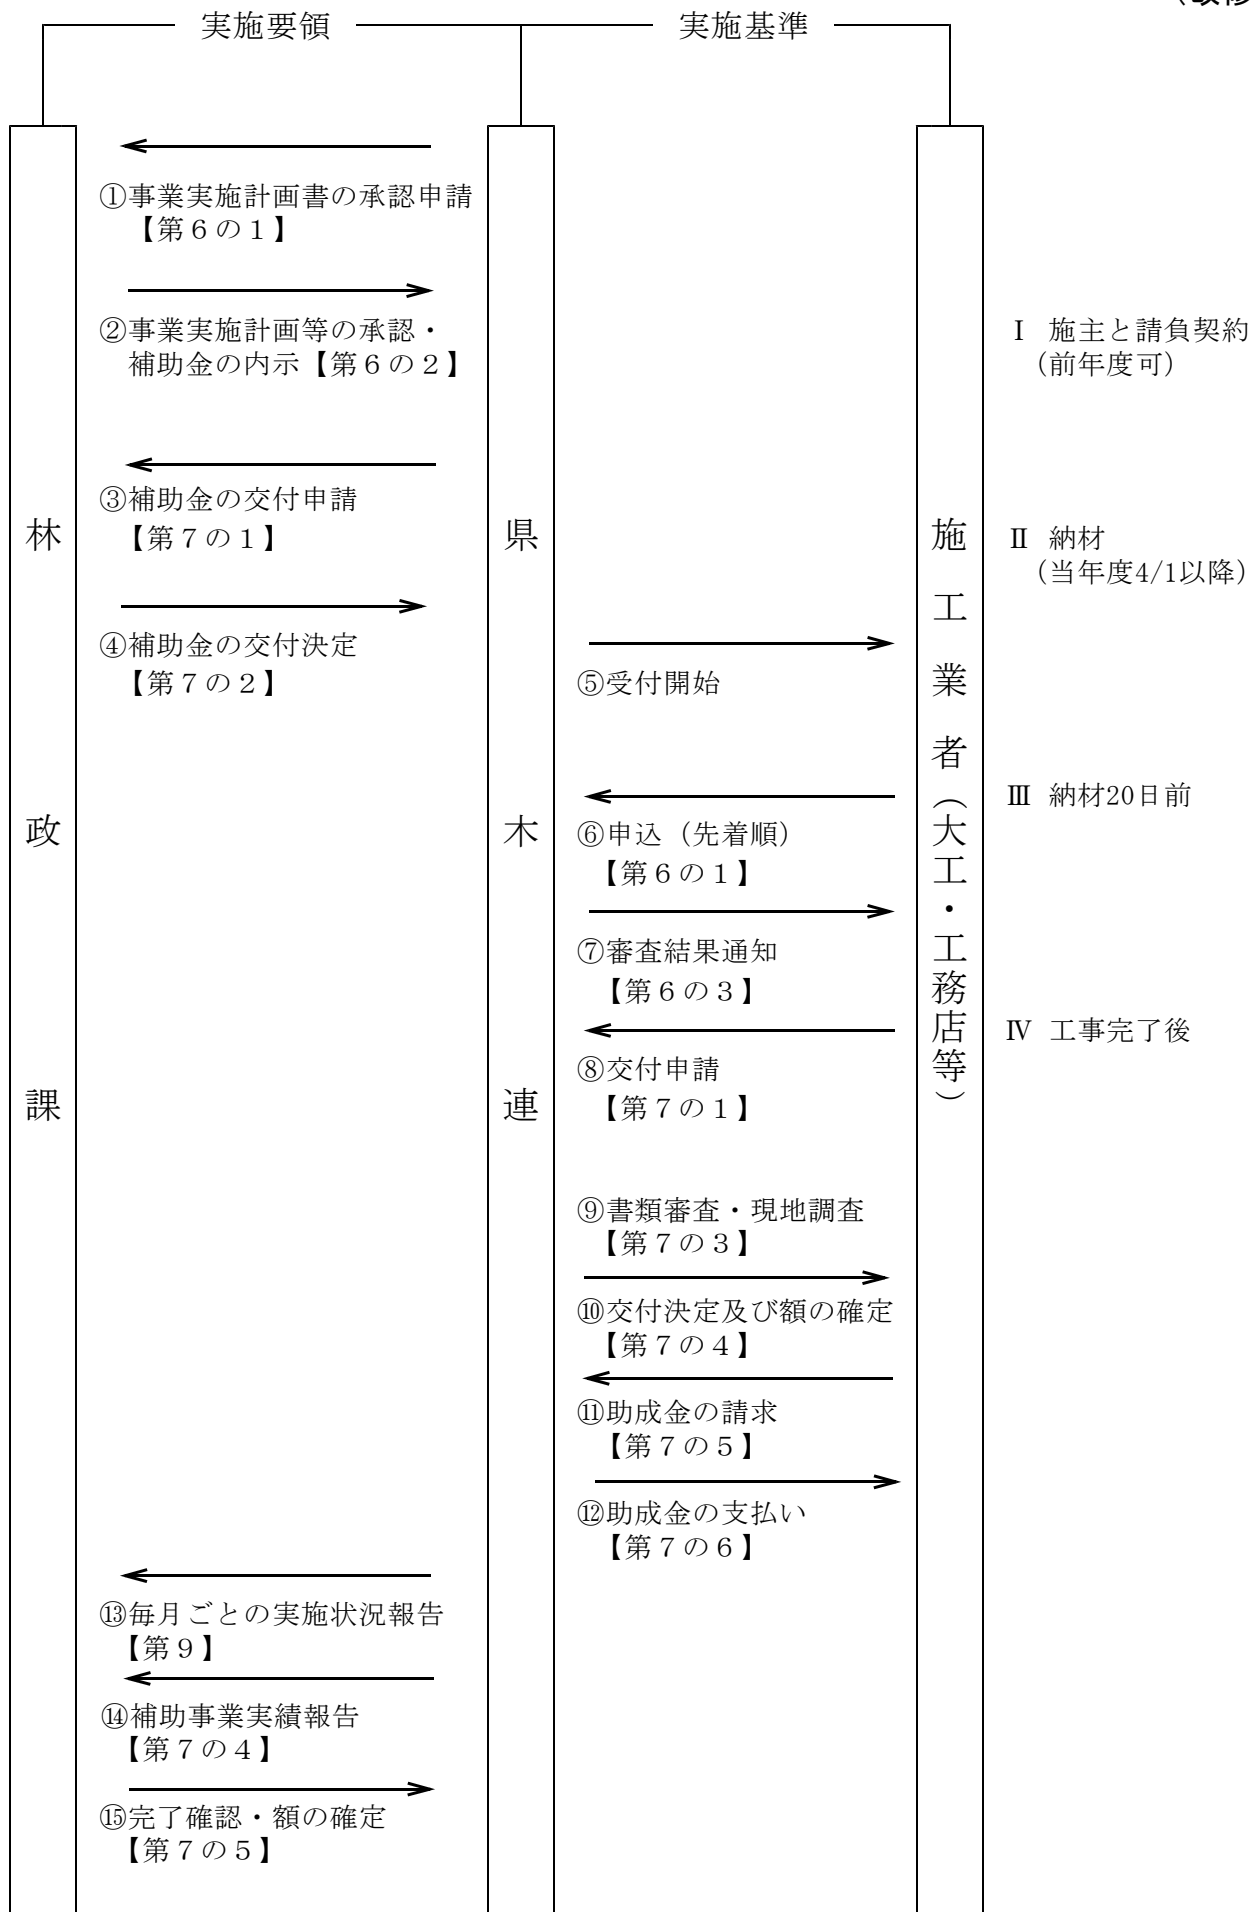 （改修
実施要領
実施基準
①事業実施計画書の承認申請
【第６の１】
②事業実施計画等の承認・
補助金の内示【第６の２】
③補助金の交付申請
【第７の１】
④補助金の交付決定
【第７の２】
⑬毎月ごとの実施状況報告
【第９】
⑭補助事業実績報告
【第７の４】
⑮完了確認・額の確定
【第７の５】
林政課
県木連
⑤受付開始
⑥申込（先着順）
【第６の１】
⑦審査結果通知
【第６の３】
⑧交付申請
【第７の１】
⑨書類審査・現地調査
【第７の３】
⑩交付決定及び額の確定
【第７の４】
⑪助成金の請求
【第７の５】
⑫助成金の支払い
【第７の６】
施工業者（大工・工務店等）
Ⅰ 施主と請負契約
（前年度可）
Ⅱ 納材
（当年度4/1以降）
Ⅲ 納材20日前
Ⅳ 工事完了後